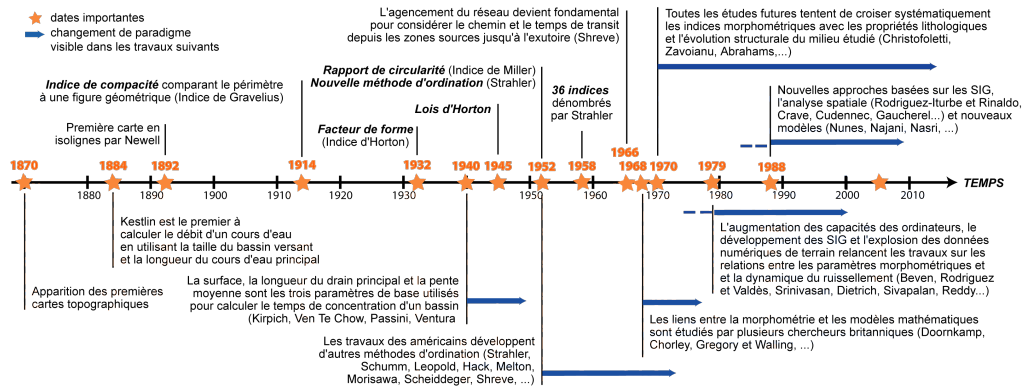 dates importantes
changement de paradigme
visible dans les travaux suivants
L'agencement du réseau devient fondamental
pour considérer le chemin et le temps de transit
depuis les zones sources jusqu'à l'exutoire (Shreve)
Toutes les études futures tentent de croiser systématiquement
les indices morphométriques avec des propriétés lithologiques
et l'évolution structurale du milieu étudié (Christofoletti,
Zavoianu, Abrahams,...)
Indice de compacité comparant le périmètre
à une figure géométrique (Indice de Gravelius)
Rapport de circularité (Indice de Miller)
Nouvelle méthode d'ordination (Strahler)
36 indices
dénombrés
par Strahler
Nouvelles approches basées sur les SIG,
l'analyse spatiale (Rodriguez-Iturbe et Rinaldo,
Crave, Cudennec, Gaucherel...) et nouveaux
modèles (Nunes, Najani, Nasri, ...)
Première carte en
isolignes par Newell
Facteur de forme
(Indice d'Horton)
Lois d'Horton
1870
1884
1892
1914
1932
1940
1945
1952
1958
1966
1968
1970
1979
1988
TEMPS
1880
1890
1900
1910
1920
1930
1940
1950
1960
1970
1980
1990
2000
2010
Kestlin est le premier à
calculer le débit d'un cours d'eau
en utilisant la taille du bassin versant
et la longueur du cours d'eau principal
Apparition des premières
cartes topographiques
La surface, la longueur du drain principal et la pente
moyenne sont les trois paramètres de base utilisés
pour calculer le temps de concentration d'un bassin
(Kirpich, Ven Te Chow, Passini, Ventura
L'augmentation des capacités des ordinateurs, le
développement des SIG et l'explosion des données
numériques de terrain relancent les travaux sur les
relations entre les paramètres morphométriques et
et la dynamique du ruissellement (Beven, Rodriguez
et Valdès, Srinivasan, Dietrich, Sivapalan, Reddy...)
Les liens entre la morphométrie et les modèles mathématiques
sont étudiés par plusieurs chercheurs britanniques (Doornkamp,
Chorley, Gregory et Walling, ...)
Les travaux des américains développent
d'autres méthodes d'ordination (Strahler,
Schumm, Leopold, Hack, Melton,
Morisawa, Scheiddeger, Shreve, ...)